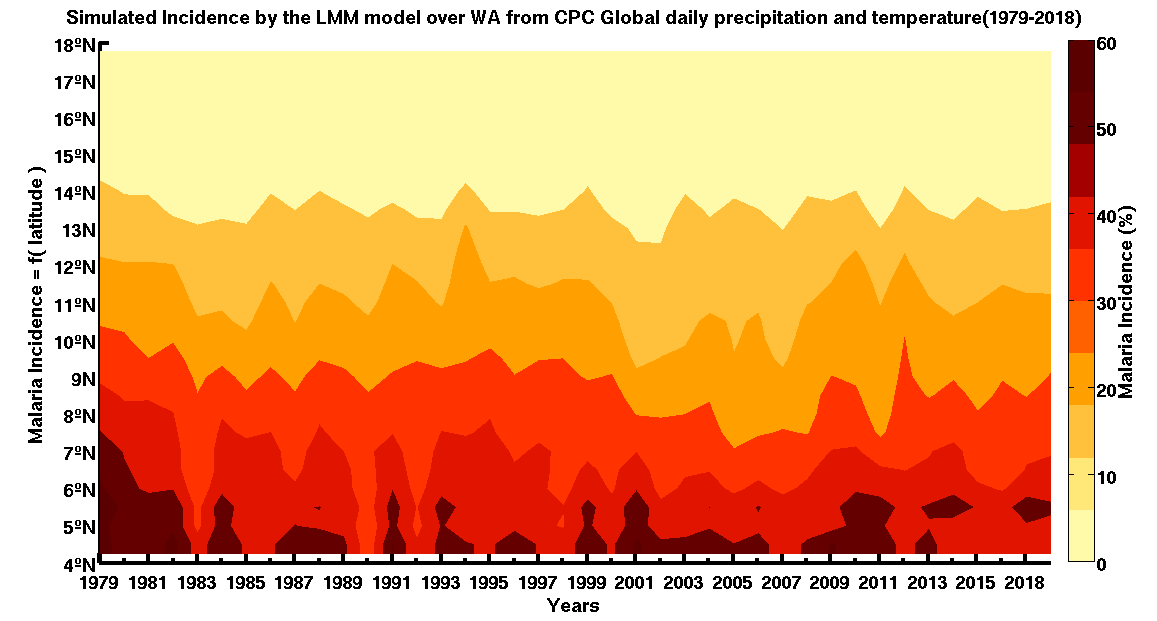 Simulated Incidence by the LMM model over WA from CPC Global daily precipitation and temperature(1979-2018)
18ºN
17ºN
16ºN
15ºN
14ºN
13N
12ºN
11ºN
10ºN
9N
8ºN
7ºN
6ºN
5ºN
4ºN
Malaria Incidence = f( latitude )
1979 1981 1983 1985 1987 1989 1991 1993 1995 1997 1999 2001 2003 2005 2007 2009 2011 2013 2015 2018
Years
60
50
40
30
20
10
0
Malaria Incidence (%)